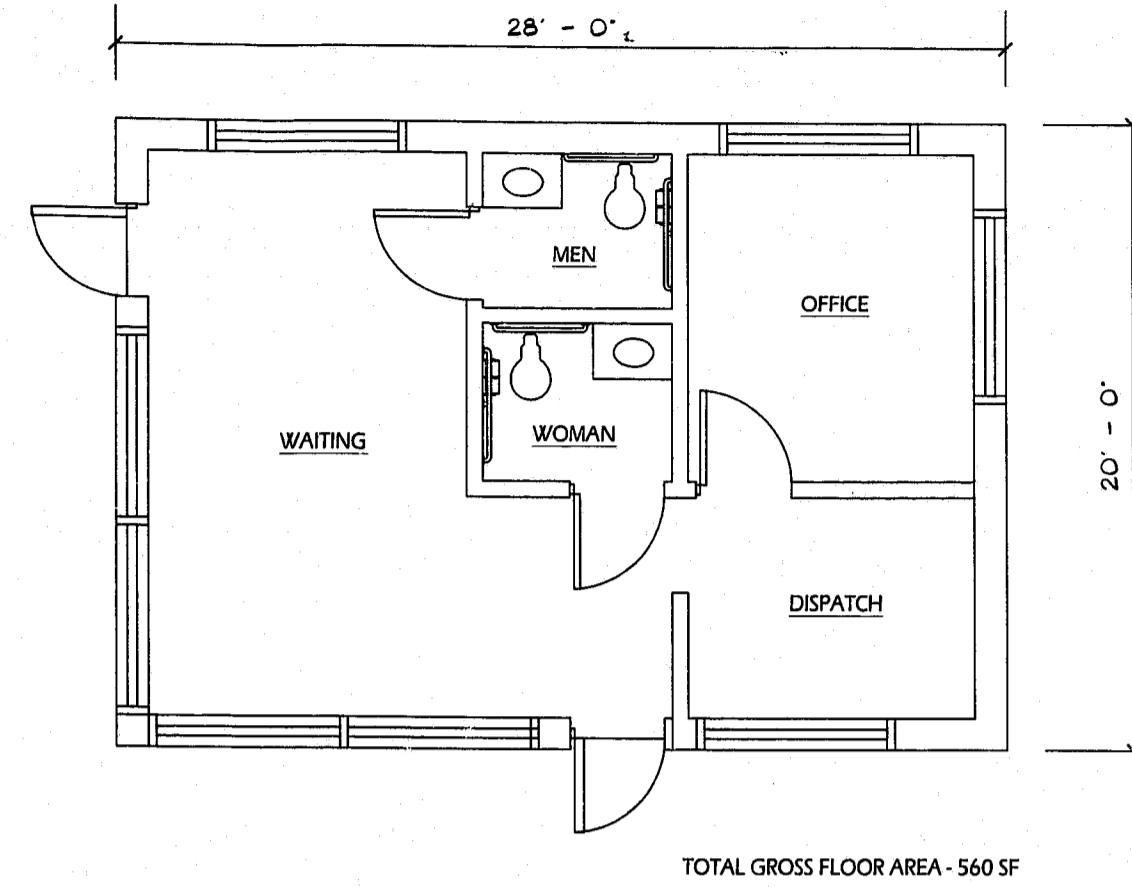 28' - 0"
MEN
OFFICE
WAITING
WOMAN
20' - 0"
DISPATCH
TOTAL GROSS FLOOR AREA - 560 SF